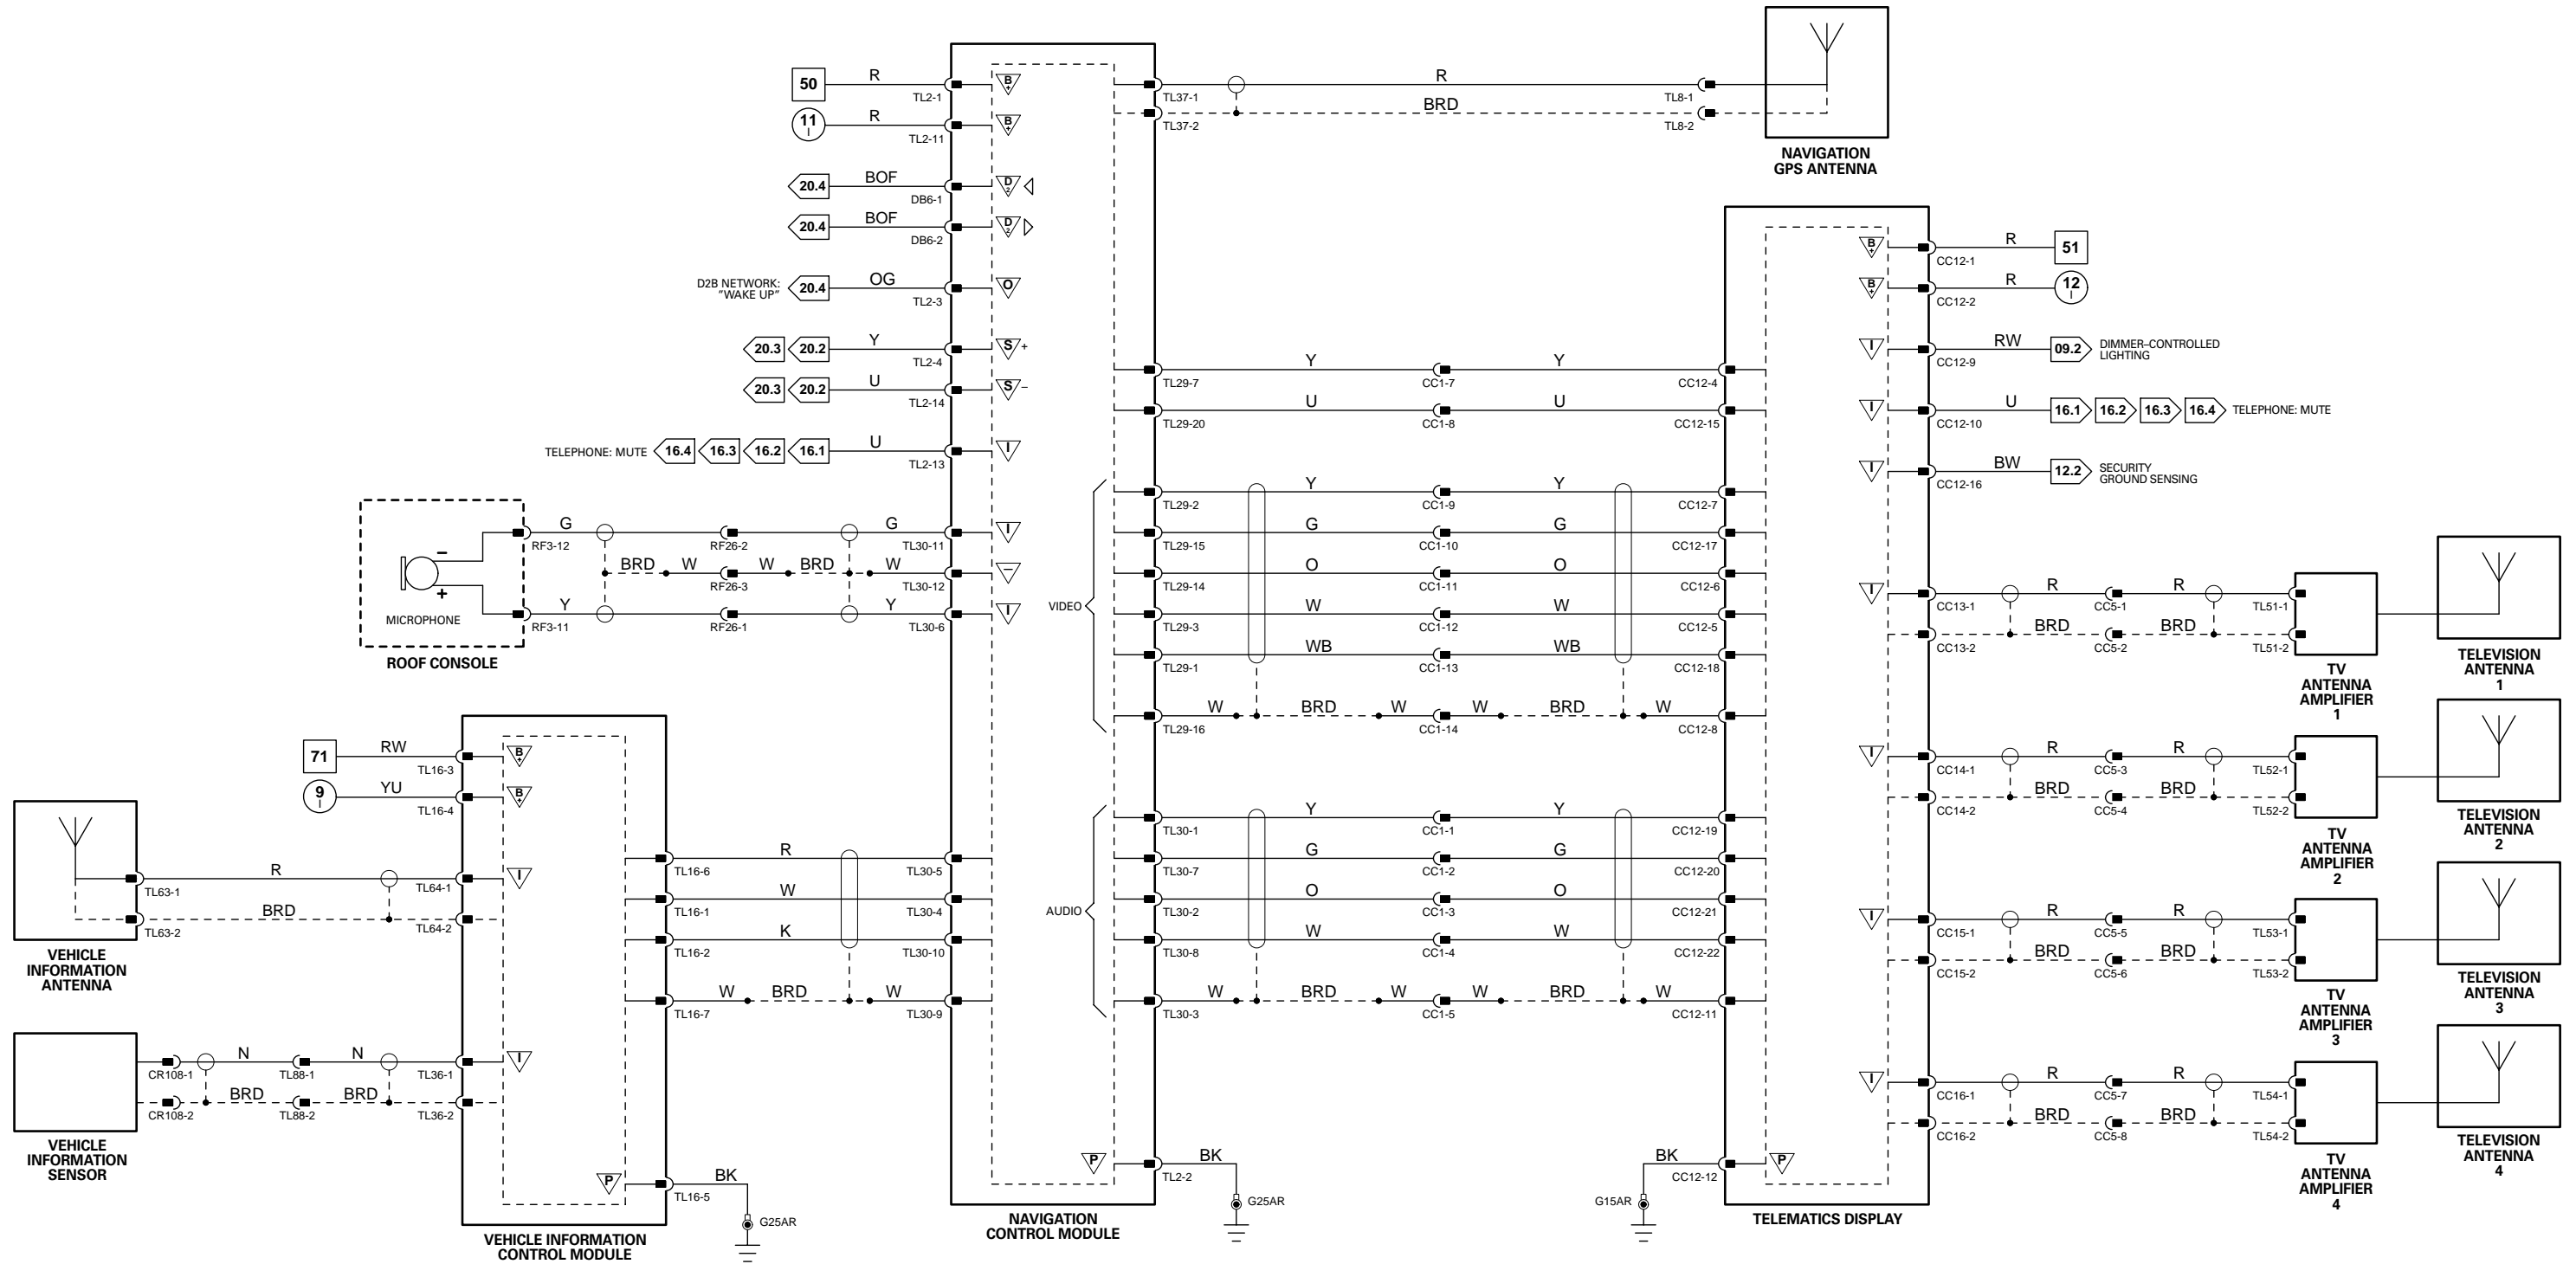 50
R
TL2-1
B
+
11
I
R
TL2-11
B
+
20.4
BOF
DB6-1
D
2
20.4
BOF
DB6-2
D
2
D2B NETWORK:
"WAKE UP"
20.4
OG
TL2-3
O
20.3
20.2
Y
TL2-4
S
+
20.3
20.2
U
TL2-14
S
–
TELEPHONE: MUTE
16.4
16.3
16.2
16.1
U
TL2-13
I
G
G
RF3-12
RF26-2
TL30-11
I
BRD
W
W
BRD
W
RF26-3
TL30-12
–
Y
Y
RF3-11
RF26-1
TL30-6
I
–
+
MICROPHONE
ROOF CONSOLE
71
RW
TL16-3
B
+
9
I
YU
TL16-4
B
+
R
TL63-1
TL64-1
I
BRD
TL63-2
TL64-2
VEHICLE
INFORMATION
ANTENNA
N
N
CR108-1
TL88-1
TL36-1
I
BRD
BRD
CR108-2
TL88-2
TL36-2
VEHICLE
INFORMATION
SENSOR
R
TL16-6
TL30-5
W
TL16-1
TL30-4
K
TL16-2
TL30-10
W
BRD
W
TL16-7
TL30-9
P
BK
TL16-5
G25AR
VEHICLE INFORMATION
CONTROL MODULE
R
TL37-1
TL8-1
BRD
TL37-2
TL8-2
NAVIGATION
GPS ANTENNA
Y
Y
TL29-7
CC1-7
CC12-4
U
U
TL29-20
CC1-8
CC12-15
VIDEO
Y
Y
TL29-2
CC1-9
CC12-7
G
G
TL29-15
CC1-10
CC12-17
O
O
TL29-14
CC1-11
CC12-6
W
W
TL29-3
CC1-12
CC12-5
WB
WB
TL29-1
CC1-13
CC12-18
W
BRD
W
W
BRD
W
TL29-16
CC1-14
CC12-8
AUDIO
Y
Y
TL30-1
CC1-1
CC12-19
G
G
TL30-7
CC1-2
CC12-20
O
O
TL30-2
CC1-3
CC12-21
W
W
TL30-8
CC1-4
CC12-22
W
BRD
W
W
BRD
W
TL30-3
CC1-5
CC12-11
P
BK
TL2-2
G25AR
NAVIGATION
CONTROL MODULE
BK
CC12-12
P
G15AR
TELEMATICS DISPLAY
B
+
R
51
CC12-1
B
+
R
12
I
CC12-2
I
RW
09.2
DIMMER–CONTROLLED
LIGHTING
CC12-9
I
U
16.1
16.2
16.3
16.4
TELEPHONE: MUTE
CC12-10
I
BW
12.2
SECURITY
GROUND SENSING
CC12-16
I
R
R
CC13-1
CC5-1
TL51-1
BRD
BRD
CC13-2
CC5-2
TL51-2
TV
ANTENNA
AMPLIFIER
1
TELEVISION
ANTENNA
1
I
R
R
CC14-1
CC5-3
TL52-1
BRD
BRD
CC14-2
CC5-4
TL52-2
TV
ANTENNA
AMPLIFIER
2
TELEVISION
ANTENNA
2
I
R
R
CC15-1
CC5-5
TL53-1
BRD
BRD
CC15-2
CC5-6
TL53-2
TV
ANTENNA
AMPLIFIER
3
TELEVISION
ANTENNA
3
I
R
R
CC16-1
CC5-7
TL54-1
BRD
BRD
CC16-2
CC5-8
TL54-2
TV
ANTENNA
AMPLIFIER
4
TELEVISION
ANTENNA
4